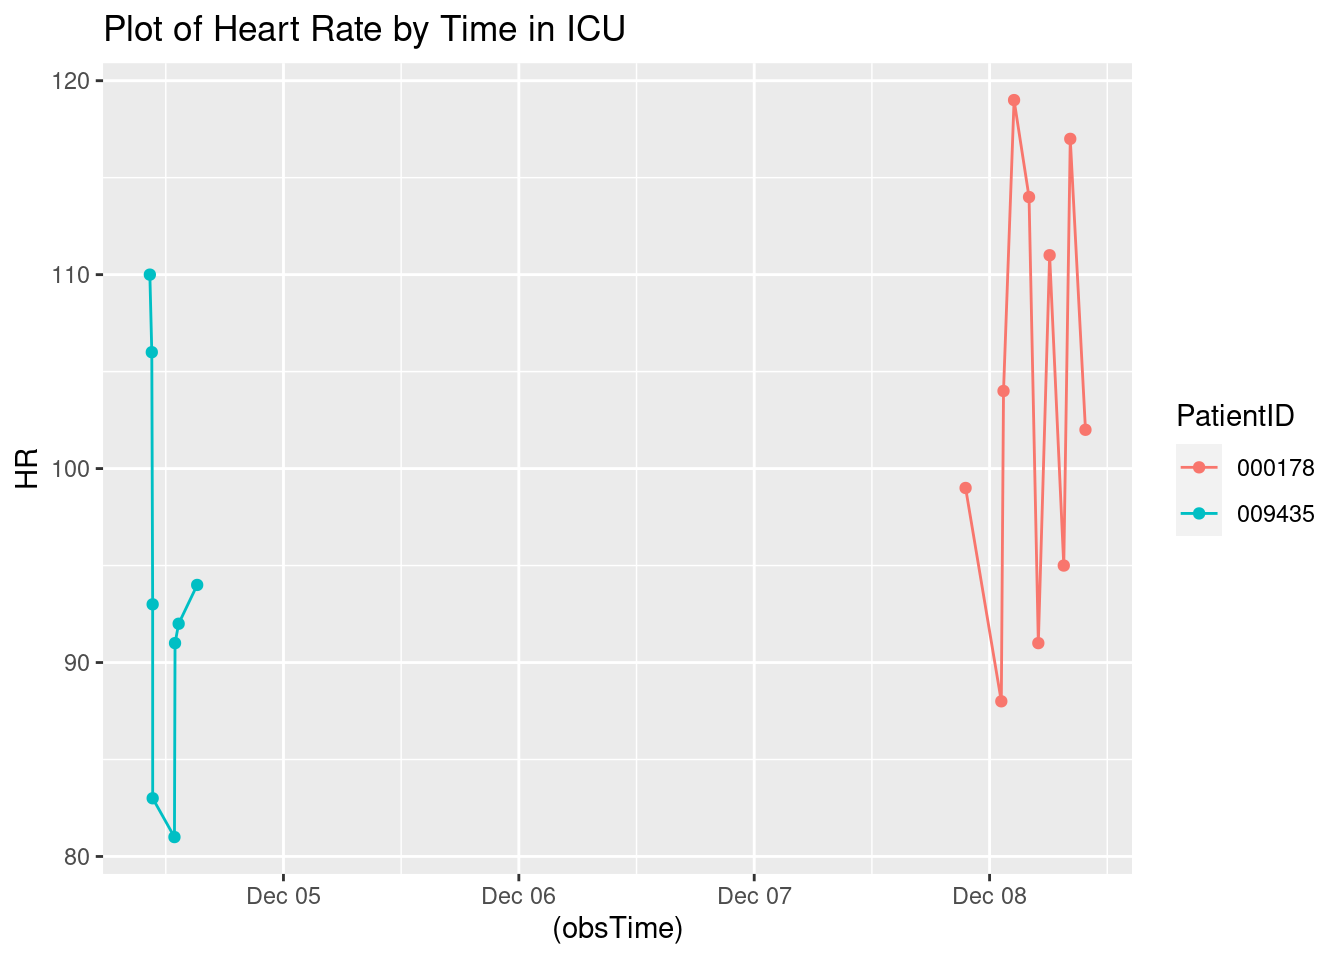 Plot of Heart Rate by Time in ICU
120
110
100
90
80
HR
Dec 05
Dec 06
Dec 07
Dec 08
(obsTime)
PatientID
000178
009435